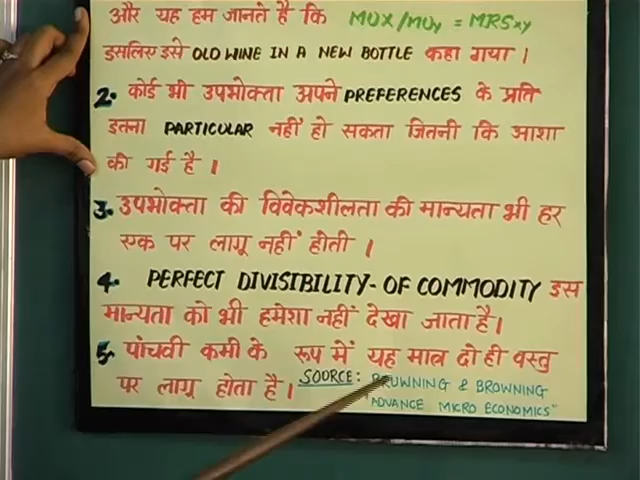 और यह हम जानते है कि MUX/MUY = MRSxy
इसलिए इसे OLD WINE IN A NEW BOTTLE कहा गया ।
2. कोई भी उपभोक्ता अपने PREFERENCES के प्रति
इतना PARTICULAR नहीं हो सकता जितनी कि आशा
की गई है ।
3. उपभोक्ता की विवेकशीलता की मान्यता भी हर
एक पर लागू नहीं होती ।
4. PERFECT DIVISIBILITY-OF COMMODITY इस
मान्यता को भी हमेशा नहीं देखा जाता है।
5. पांचवी कमी के रूप में यह मात्र दो ही वस्तु
पर लागू होता है। SOORCE: BROWNING & BROWNING
"ADVANCE MICRO ECONOMICS"